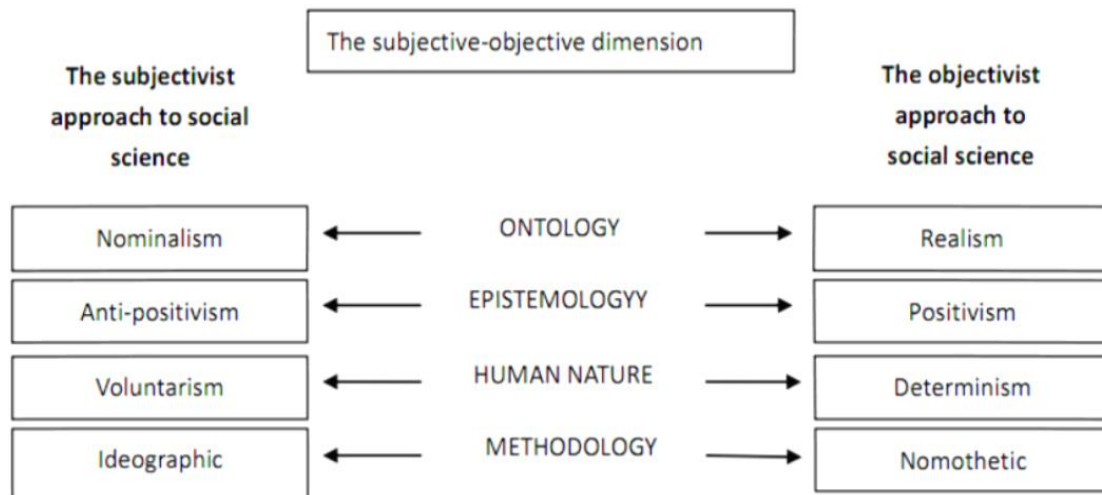 The subjective-objective dimension
The subjectivist
approach to social
science
The objectivist
approach to
social science
Nominalism
ONTOLOGY
Realism
Anti-positivism
EPISTEMOLOGYY
Positivism
Voluntarism
HUMAN NATURE
Determinism
Ideographic
METHODOLOGY
Nomothetic